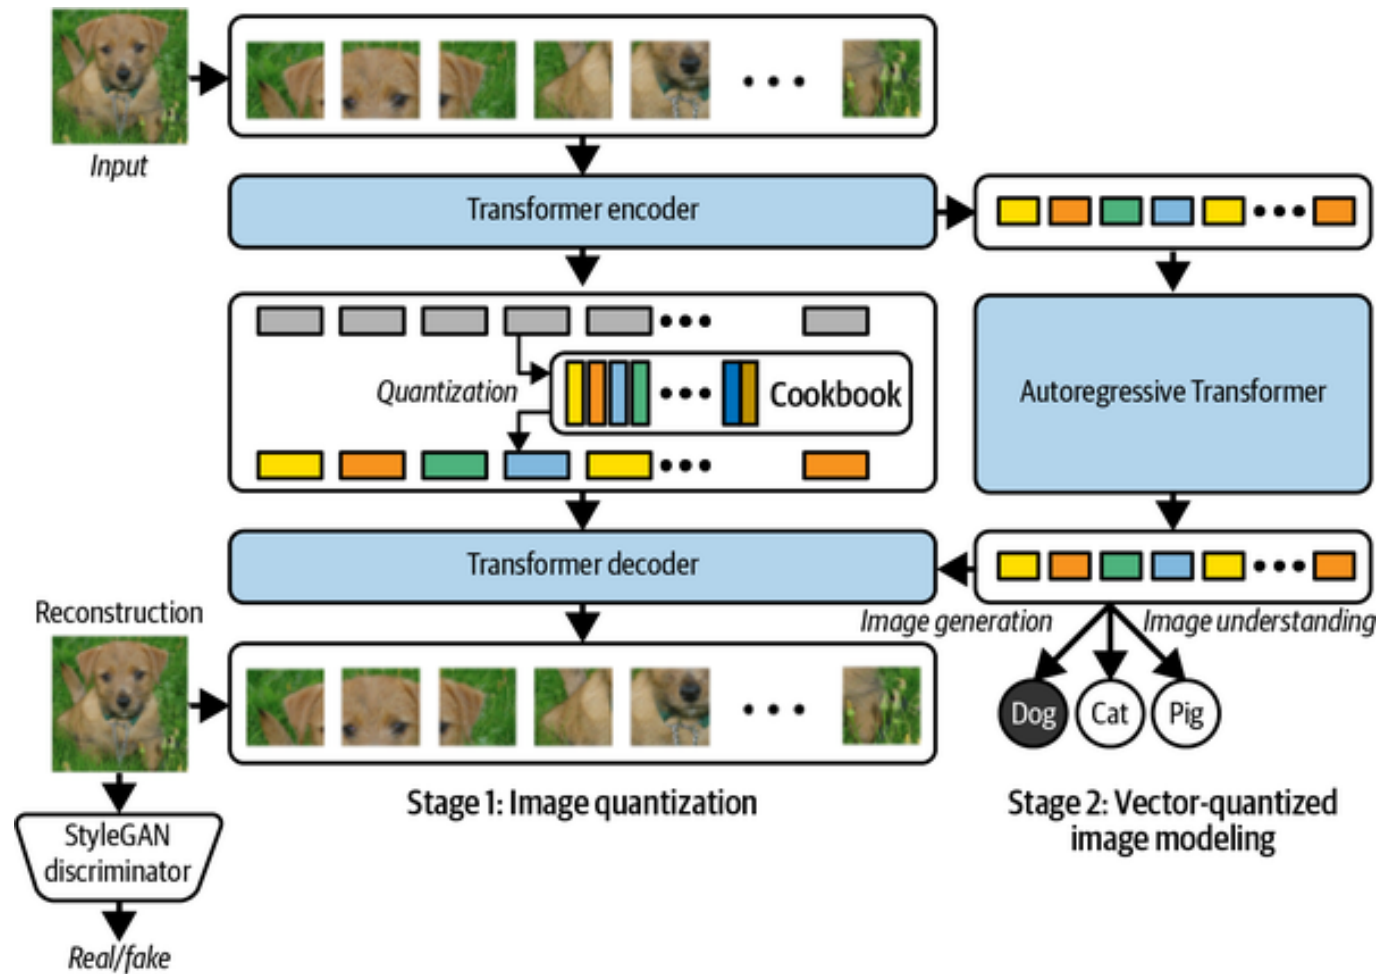 Input
Transformer encoder
Quantization
Cookbook
Autoregressive Transformer
Transformer decoder
Reconstruction
Image generation
Image understanding
Dog
Cat
Pig
Stage 1: Image quantization
Stage 2: Vector-quantized
image modeling
StyleGAN
discriminator
Real/fake